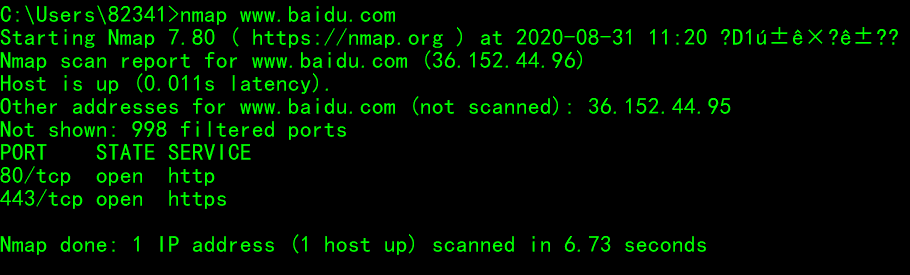 C:\Users\82341>nmap www.baidu.com
Starting Nmap 7.80 ( https://nmap.org ) at 2020-08-31 11:20 ?D1ú±ê×?ê±??
Nmap scan report for www.baidu.com (36.152.44.96)
Host is up (0.011s latency).
Other addresses for www.baidu.com (not scanned): 36.152.44.95
Not shown: 998 filtered ports
PORT    STATE SERVICE
80/tcp  open  http
443/tcp open  https
Nmap done: 1 IP address (1 host up) scanned in 6.73 seconds